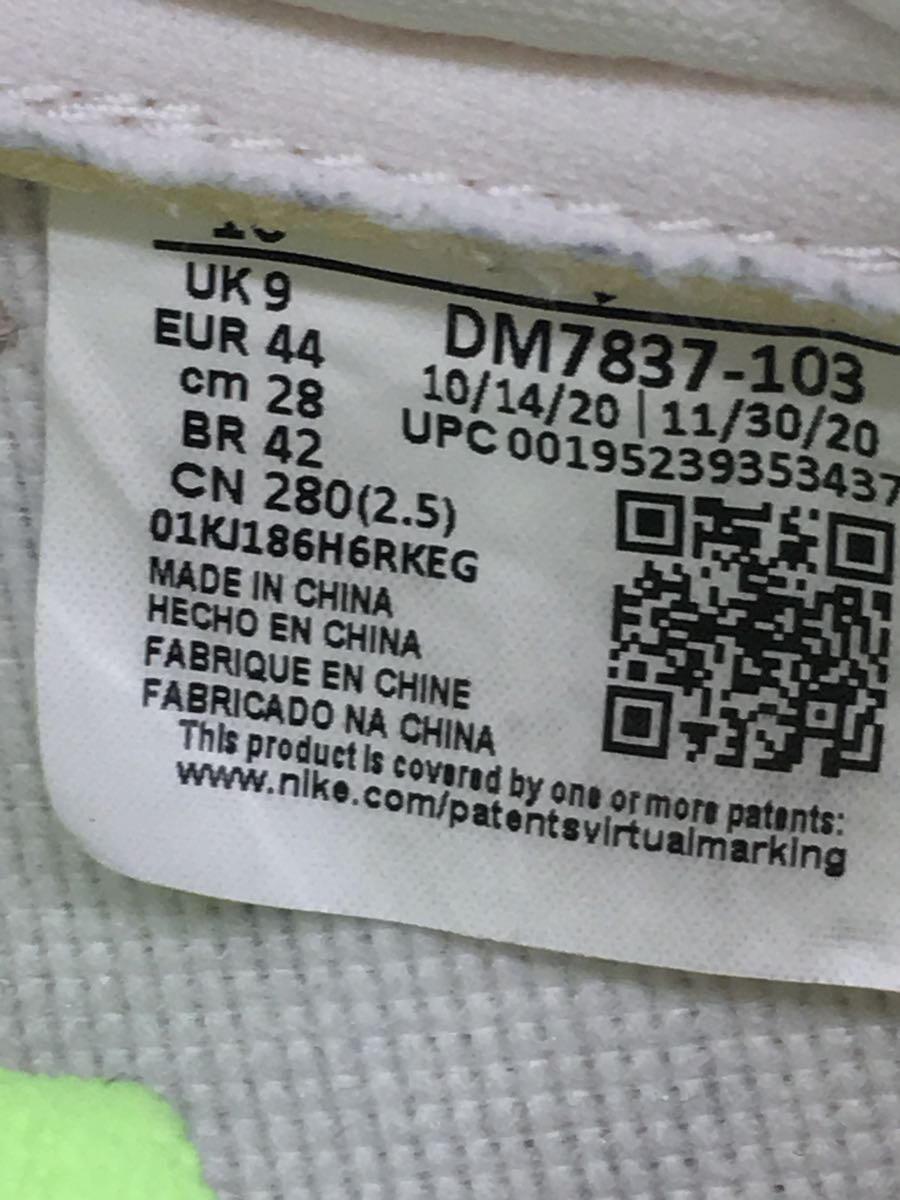 UK 9
EUR 44
cm 28
BR 42
CN 280(2.5)
01KJ186H6RKEG
DM7837-103
10/14/20 | 11/30/20
UPC 00195239353437
MADE IN CHINA
HECHO EN CHINA
FABRIQUE EN CHINE
FABRICADO NA CHINA
This product is covered by one or more patents:
www.nike.com/patentsvirtualmarking